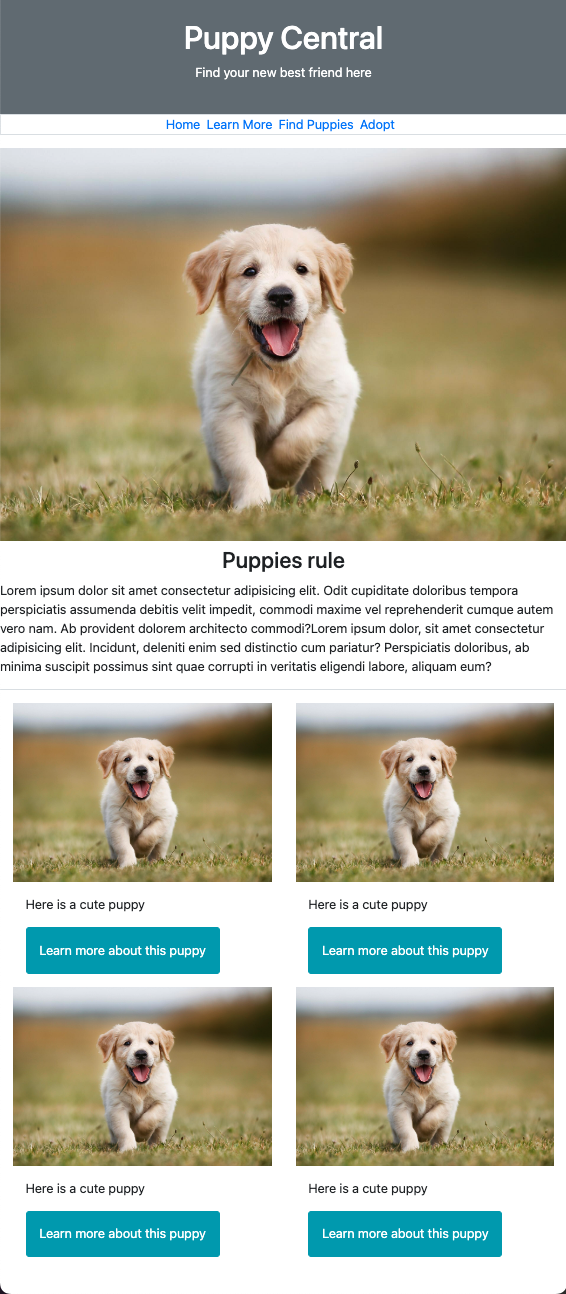 Puppy Central
Find your new best friend here
Home Learn More Find Puppies Adopt
Puppies rule
Lorem ipsum dolor sit amet consectetur adipisicing elit. Odit cupiditate doloribus tempora
perspiciatis assumenda debitis velit impedit, commodi maxime vel reprehenderit cumque autem
vero nam. Ab provident dolorem architecto commodi?Lorem ipsum dolor, sit amet consectetur
adipisicing elit. Incidunt, deleniti enim sed distinctio cum pariatur? Perspiciatis doloribus, ab
minima suscipit possimus sint quae corrupti in veritatis eligendi labore, aliquam eum?
Here is a cute puppy
Learn more about this puppy
Here is a cute puppy
Learn more about this puppy
Here is a cute puppy
Learn more about this puppy
Here is a cute puppy
Learn more about this puppy